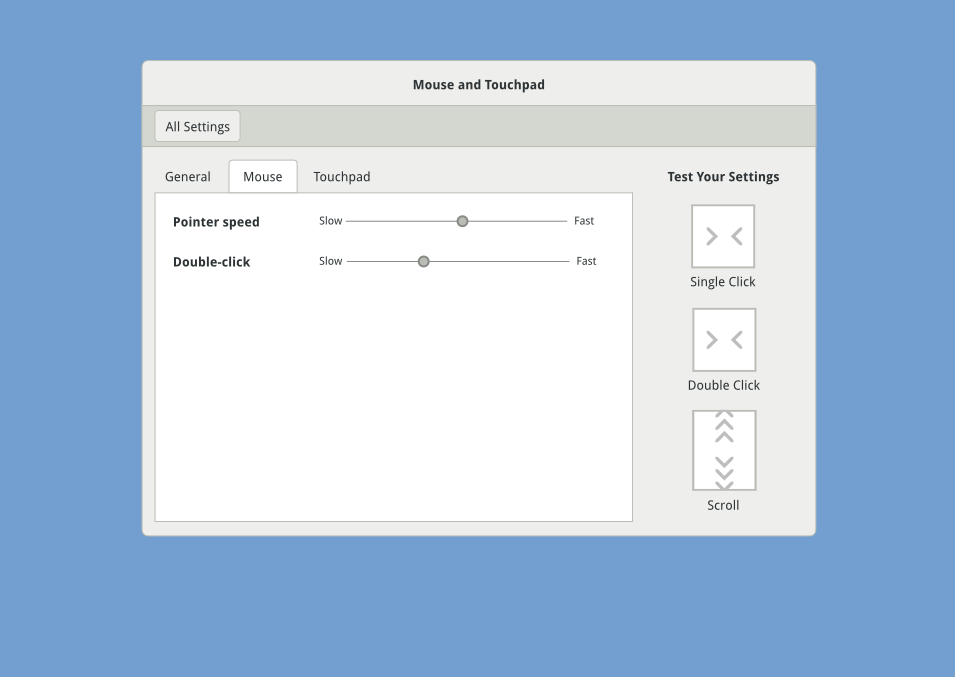 Mouse and Touchpad
All Settings
General Mouse Touchpad
Test Your Settings
Pointer speed Slow Fast
Double-click Slow Fast
Single Click
Double Click
Scroll